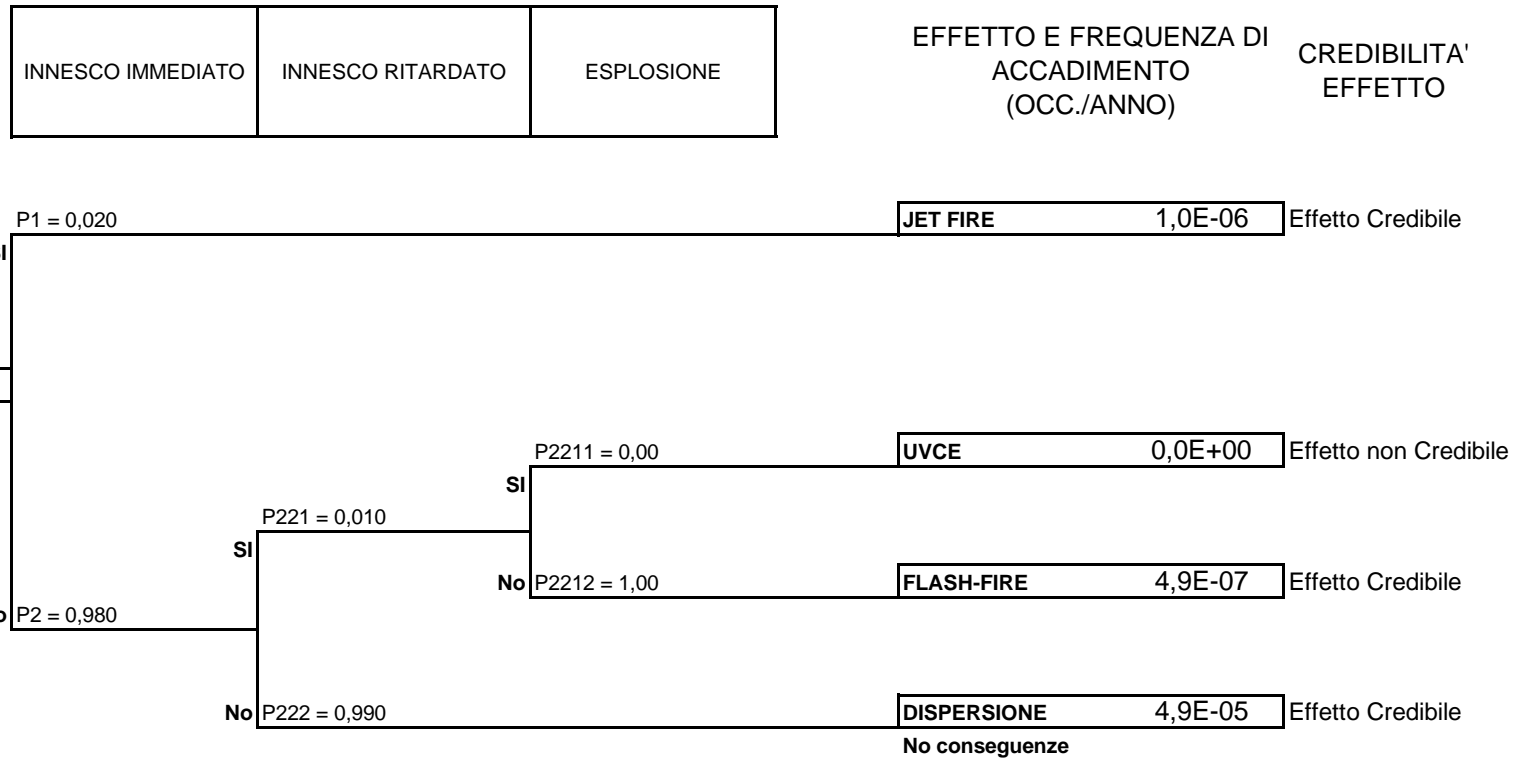 INNESCO IMMEDIATO
INNESCO RITARDATO
ESPLOSIONE
EFFETTO E FREQUENZA DI
ACCADIMENTO
(OCC./ANNO)
CREDIBILITA'
EFFETTO
P1 = 0,020
JET FIRE 1,0E-06 Effetto Credibile
P2211 = 0,00
UVCE 0,0E+00 Effetto non Credibile
SI
P221 = 0,010
SI
No P2212 = 1,00
FLASH-FIRE 4,9E-07 Effetto Credibile
P2 = 0,980
No P222 = 0,990
DISPERSIONE 4,9E-05 Effetto Credibile
No conseguenze